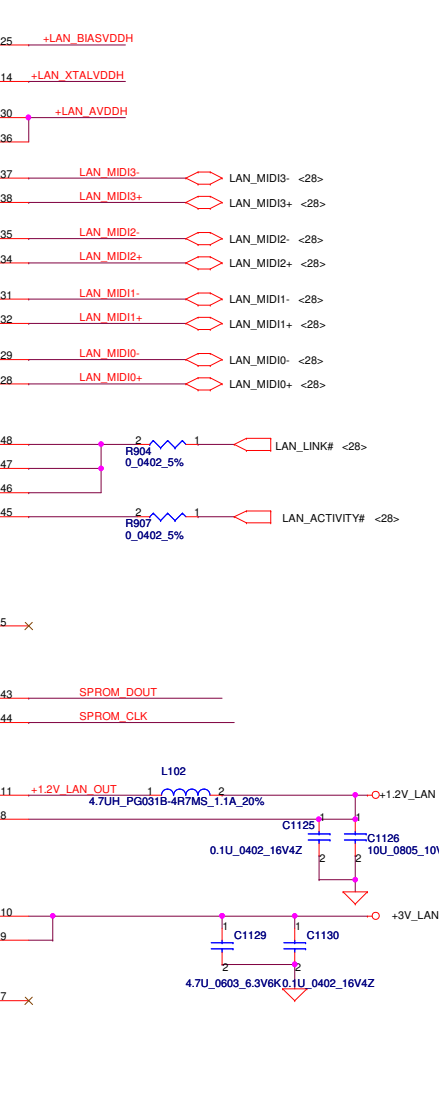 25 +LAN_BIASVDDH
14 +LAN_XTALVDDH
30 +LAN_AVDDH
36
37 LAN_MIDI3- LAN_MIDI3- <28>
38 LAN_MIDI3+ LAN_MIDI3+ <28>
35 LAN_MIDI2- LAN_MIDI2- <28>
34 LAN_MIDI2+ LAN_MIDI2+ <28>
31 LAN_MIDI1- LAN_MIDI1- <28>
32 LAN_MIDI1+ LAN_MIDI1+ <28>
29 LAN_MIDI0- LAN_MIDI0- <28>
28 LAN_MIDI0+ LAN_MIDI0+ <28>
48 2 1 LAN_LINK# <28>
R904
47 0_0402_5%
46
45 2 1 LAN_ACTIVITY# <28>
R907
0_0402_5%
5
43 SPROM_DOUT
44 SPROM_CLK
L102
11 +1.2V_LAN_OUT 1 2 +1.2V_LAN
4.7UH_PG031B-4R7MS_1.1A_20%
8 1 1
C1125 C1126
0.1U_0402_16V4Z 10U_0805_10V
2 2
10 +3V_LAN
9 1 1
C1129 C1130
2 2
4.7U_0603_6.3V6K 0.1U_0402_16V4Z
7